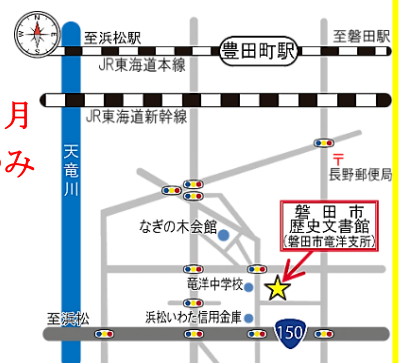 N
E
S
W
至浜松駅
豊田町駅
至磐田駅
JR東海道本線
月
JR東海道新幹線
み
天竜川
〒
長野郵便局
磐田市
歴史文書館
(磐田市竜洋支所)
なぎの木会館
竜洋中学校
至浜松
浜松いわた信用金庫
150